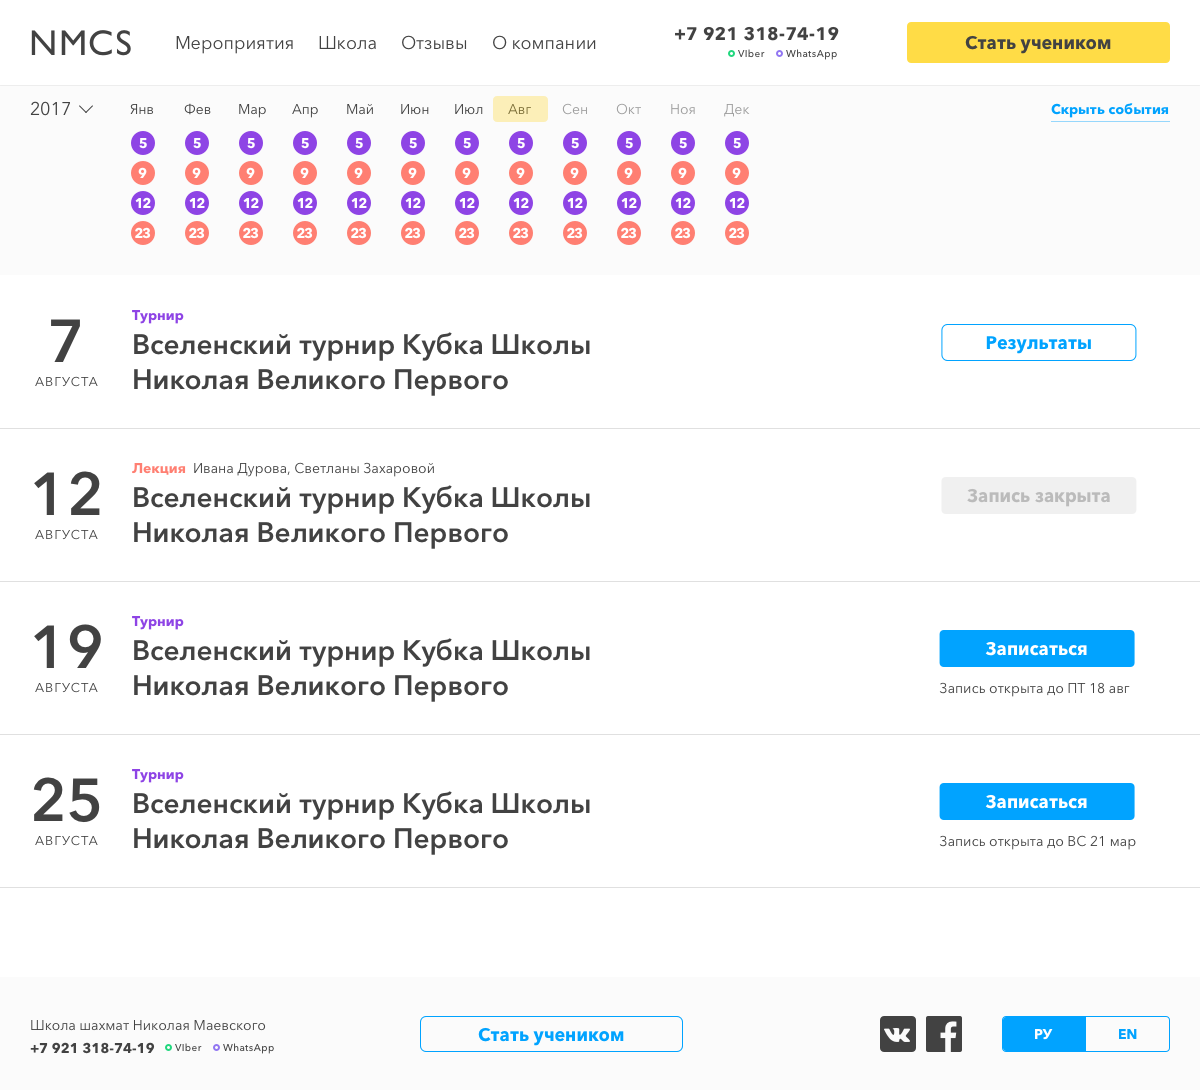 NMCS Мероприятия Школа Отзывы О компании +7 921 318-74-19 Стать учеником
VIber WhatsApp
2017 Янв Фев Мар Апр Май Июн Июл Авг Сен Окт Ноя Дек Скрыть события
5 5 5 5 5 5 5 5 5 5 5 5
9 9 9 9 9 9 9 9 9 9 9 9
12 12 12 12 12 12 12 12 12 12 12 12
23 23 23 23 23 23 23 23 23 23 23 23
Турнир
7 Вселенский турнир Кубка Школы Результаты
АВГУСТА Николая Великого Первого
Лекция Ивана Дурова, Светланы Захаровой
12 Вселенский турнир Кубка Школы Запись закрыта
АВГУСТА Николая Великого Первого
Турнир
19 Вселенский турнир Кубка Школы Записаться
АВГУСТА Николая Великого Первого Запись открыта до ПТ 18 авг
Турнир
25 Вселенский турнир Кубка Школы Записаться
АВГУСТА Николая Великого Первого Запись открыта до ВС 21 мар
Школа шахмат Николая Маевского Стать учеником РУ EN
+7 921 318-74-19 VIber WhatsApp